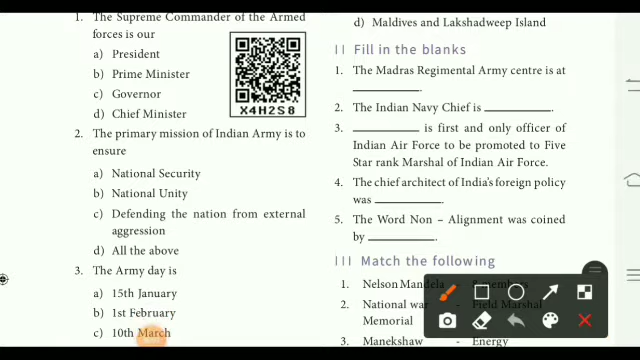 1. The Supreme Commander of the Armed
forces is our
a) President
b) Prime Minister
c) Governor
d) Chief Minister
X4H2S8
2. The primary mission of Indian Army is to
ensure
a) National Security
b) National Unity
c) Defending the nation from external
aggression
d) All the above
3. The Army day is
a) 15th January
b) 1st February
c) 10th March
d) Maldives and Lakshadweep Island
II Fill in the blanks
1. The Madras Regimental Army centre is at
____________.
2. The Indian Navy Chief is ____________.
3. ____________ is first and only officer of
Indian Air Force to be promoted to Five
Star rank Marshal of Indian Air Force.
4. The chief architect of India's foreign policy
was ____________.
5. The Word Non – Alignment was coined
by ____________.
III Match the following
1. Nelson Mandela - members
2. National war - Field Marshal
Memorial
3. Manekshaw - Energy